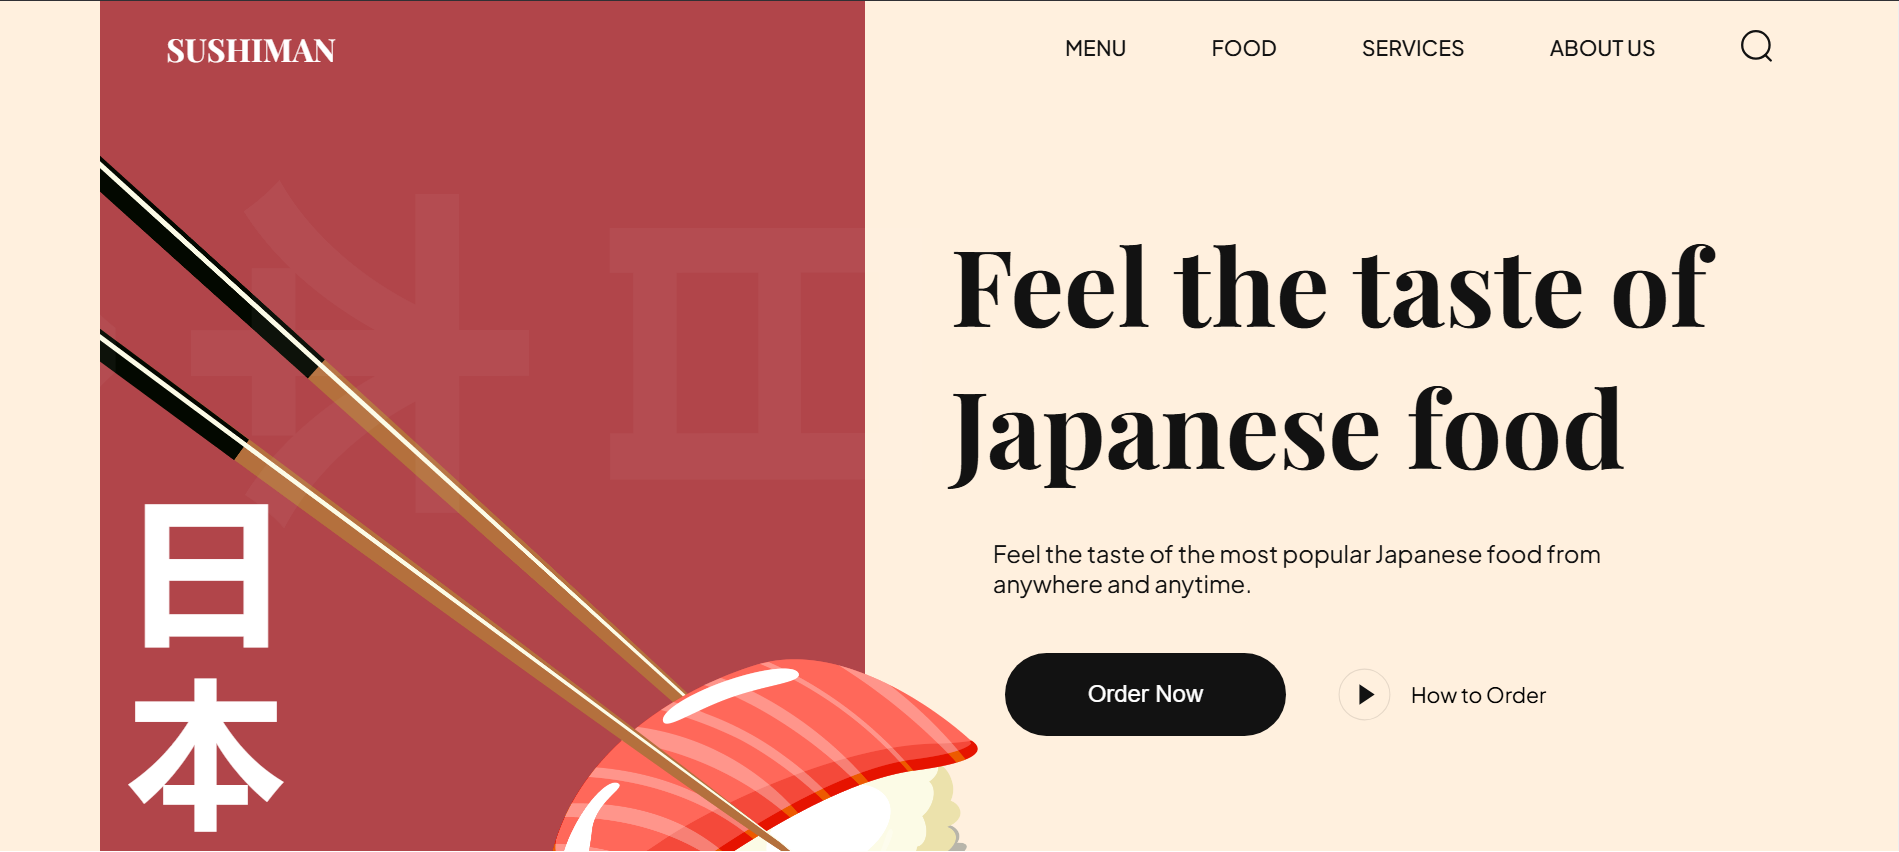 SUSHIMAN
MENU FOOD SERVICES ABOUT US
Feel the taste of
Japanese food
Feel the taste of the most popular Japanese food from
anywhere and anytime.
Order Now How to Order
日
本